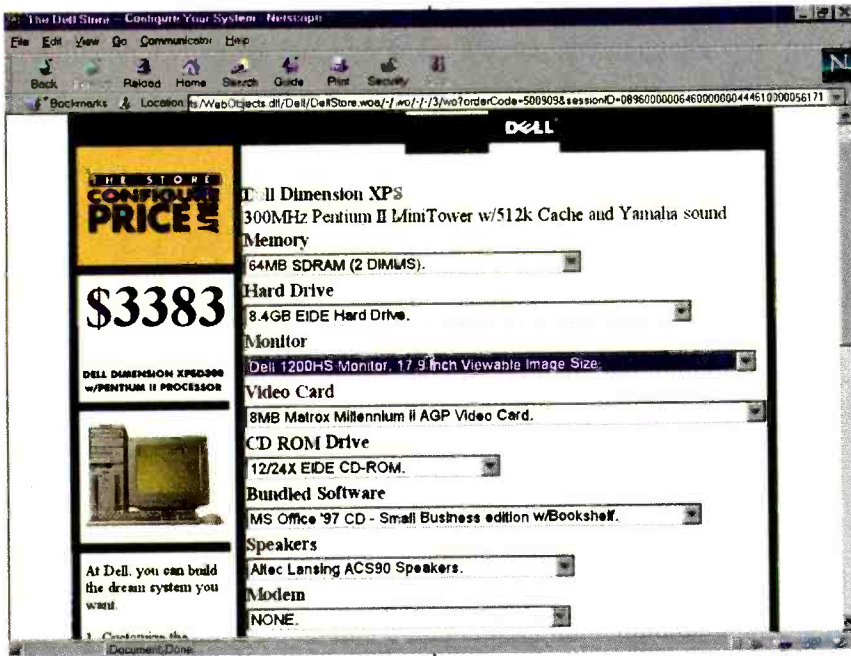 The Dell Store - Configure Your System - Netscape
File Edit View Go Communicator Help
Back Reload Home Search Guide Print Security
Bookmarks Location
DELL
THE STORE
CONFIGURE
PRICE
BUY
Dell Dimension XPS
300MHz Pentium II MiniTower w/512k Cache and Yamaha sound
Memory
64MB SDRAM (2 DIMMS).
Hard Drive
8.4GB EIDE Hard Drive.
$3383
Monitor
Dell 1200HS Monitor, 17.9 Inch Viewable Image Size.
DELL DIMENSION XPSD300
w/PENTIUM II PROCESSOR
Video Card
8MB Matrox Millennium II AGP Video Card.
CD ROM Drive
12/24X EIDE CD-ROM.
Bundled Software
MS Office '97 CD - Small Business edition w/Bookshelf.
Speakers
Altec Lansing ACS90 Speakers.
At Dell, you can build
the dream system you
want.
Modem
NONE.
1. Customize the
Document: Done